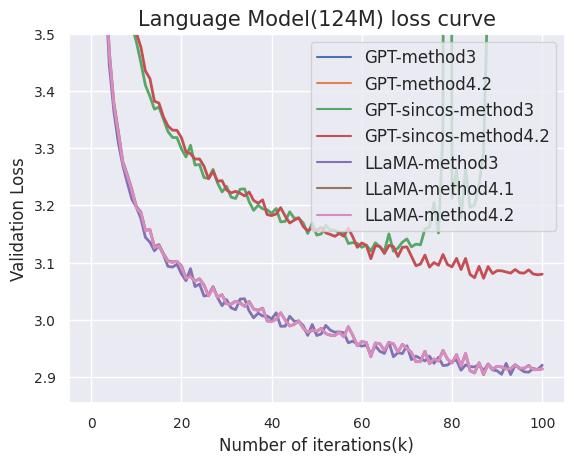 Language Model(124M) loss curve
3.5
3.4
3.3
3.2
3.1
3.0
2.9
Validation Loss
GPT-method3
GPT-method4.2
GPT-sincos-method3
GPT-sincos-method4.2
LLaMA-method3
LLaMA-method4.1
LLaMA-method4.2
0 20 40 60 80 100
Number of iterations(k)